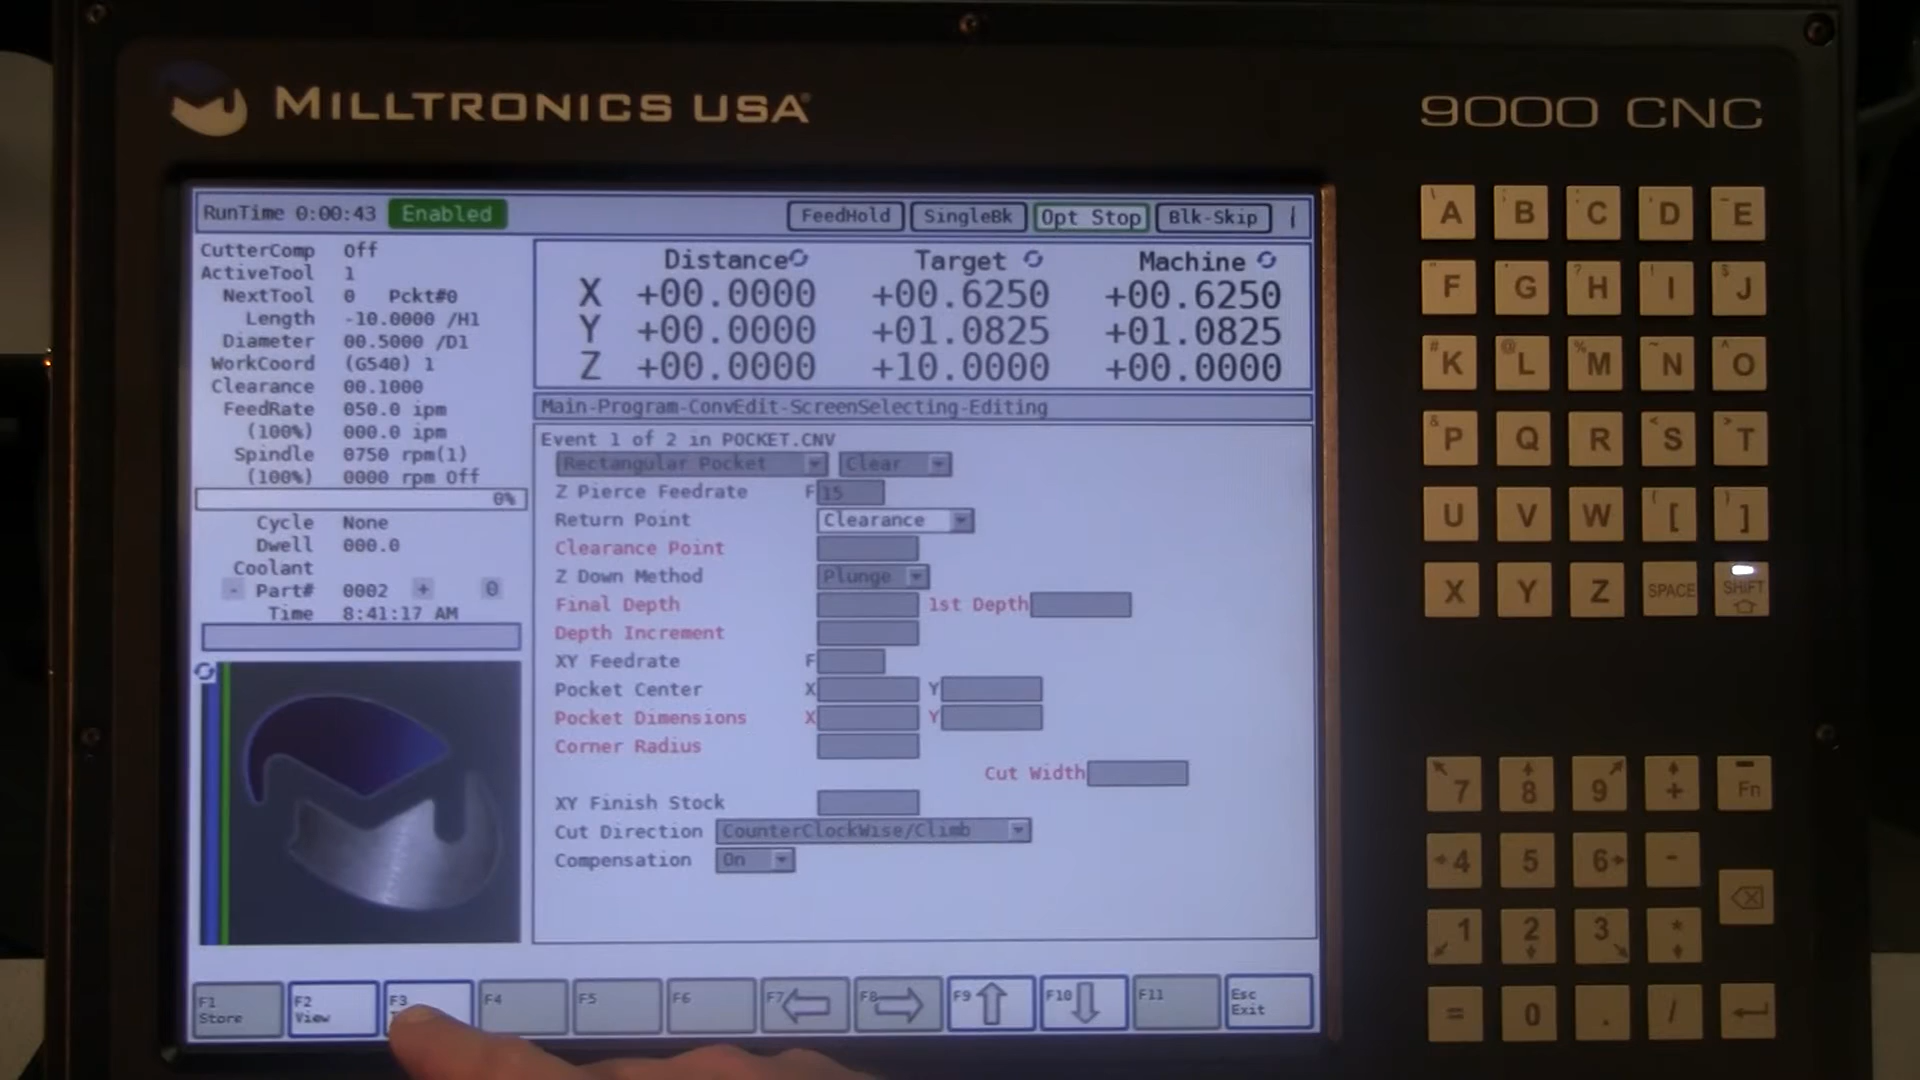 MILLTRONICS USA
9000 CNC
RunTime 0:00:43 Enabled
FeedHold SingleBk Opt Stop Blk-Skip
CutterComp Off
ActiveTool 1
NextTool 0 Pckt#0
Length -10.0000 /H1
Diameter 00.5000 /D1
WorkCoord (G540) 1
Clearance 00.1000
FeedRate 050.0 ipm
(100%) 000.0 ipm
Spindle 0750 rpm(1)
(100%) 0000 rpm Off
0%
Cycle None
Dwell 000.0
Coolant
- Part# 0002 + 0
Time 8:41:17 AM
Distance Target Machine
X +00.0000 +00.6250 +00.6250
Y +00.0000 +01.0825 +01.0825
Z +00.0000 +10.0000 +00.0000
Main-Program-ConvEdit-ScreenSelecting-Editing
Event 1 of 2 in POCKET.CNV
Rectangular Pocket Clear
Z Pierce Feedrate F 15
Return Point Clearance
Clearance Point
Z Down Method Plunge
Final Depth 1st Depth
Depth Increment
XY Feedrate F
Pocket Center X Y
Pocket Dimensions X Y
Corner Radius
Cut Width
XY Finish Stock
Cut Direction CounterClockWise/Climb
Compensation On
F1 Store
F2 View
F3
F4
F5
F6
F7
F8
F9
F10
F11
Esc Exit
A B C D E
F G H I J
K L M N O
P Q R S T
U V W [ ]
X Y Z SPACE SHIFT
7 8 9 + Fn
4 5 6 -
1 2 3 *
= 0 . /